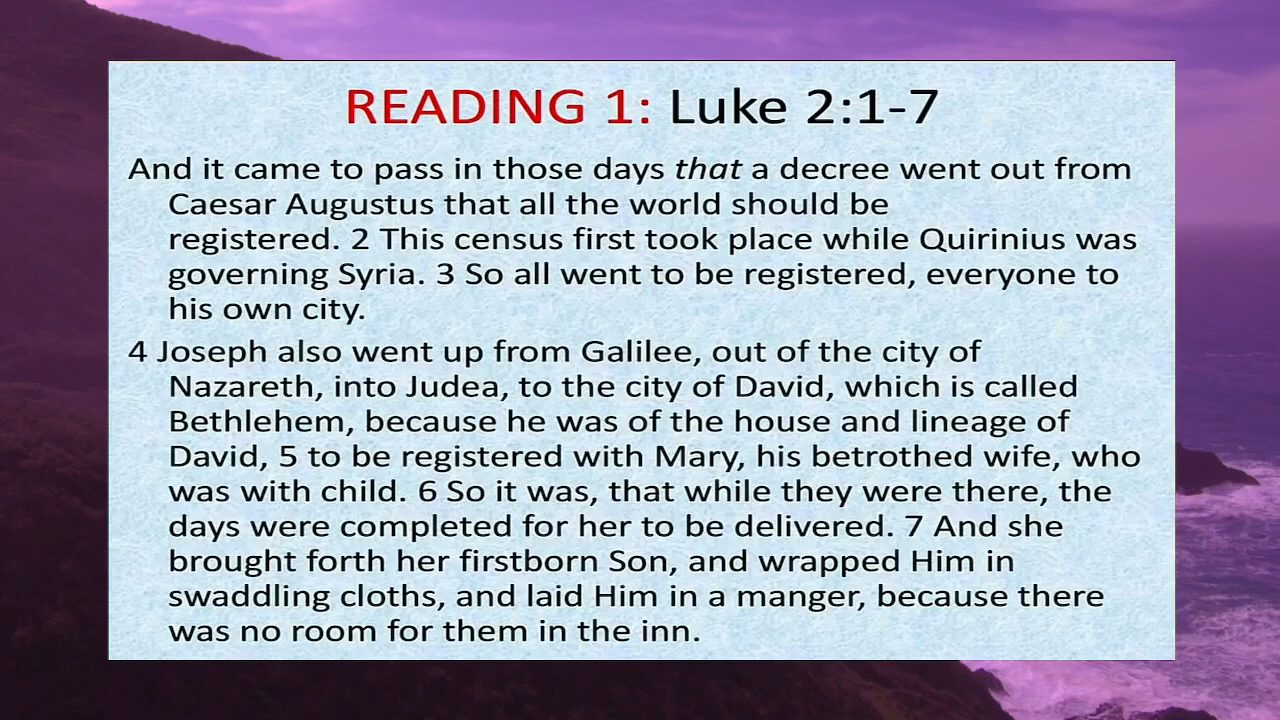 READING 1: Luke 2:1-7
And it came to pass in those days that a decree went out from
Caesar Augustus that all the world should be
registered. 2 This census first took place while Quirinius was
governing Syria. 3 So all went to be registered, everyone to
his own city.
4 Joseph also went up from Galilee, out of the city of
Nazareth, into Judea, to the city of David, which is called
Bethlehem, because he was of the house and lineage of
David, 5 to be registered with Mary, his betrothed wife, who
was with child. 6 So it was, that while they were there, the
days were completed for her to be delivered. 7 And she
brought forth her firstborn Son, and wrapped Him in
swaddling cloths, and laid Him in a manger, because there
was no room for them in the inn.